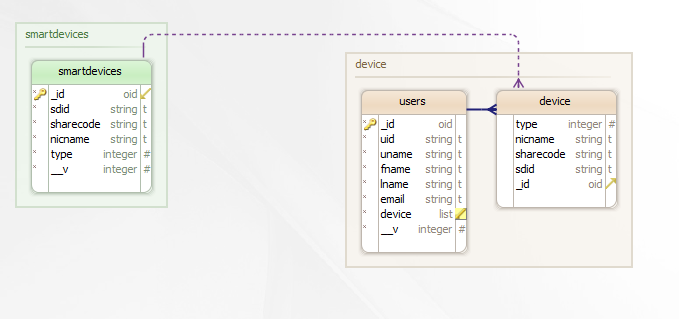 smartdevices
smartdevices
_id oid
sdid string t
sharecode string t
nicname string t
type integer #
__v integer #
device
users
_id oid
uid string t
uname string t
fname string t
lname string t
email string t
device list
__v integer #
device
type integer #
nicname string t
sharecode string t
sdid string t
_id oid